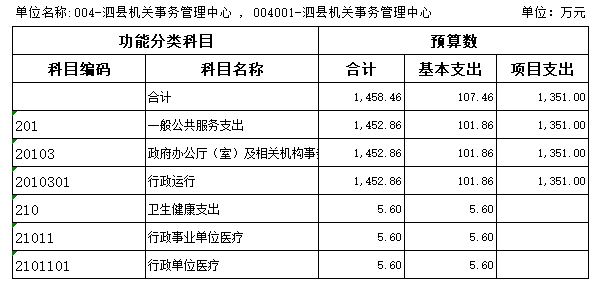 单位名称:004-泗县机关事务管理中心 , 004001-泗县机关事务管理中心 单位: 万元
功能分类科目 预算数
科目编码 科目名称 合计 基本支出 项目支出
合计 1,458.46 107.46 1,351.00
201 一般公共服务支出 1,452.86 101.86 1,351.00
20103 政府办公厅（室）及相关机构事 1,452.86 101.86 1,351.00
2010301 行政运行 1,452.86 101.86 1,351.00
210 卫生健康支出 5.60 5.60
21011 行政事业单位医疗 5.60 5.60
2101101 行政单位医疗 5.60 5.60